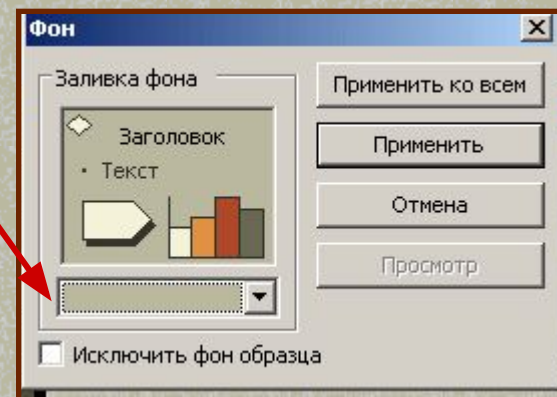 Фон
Заливка фона
Заголовок
• Текст
Применить ко всем
Применить
Отмена
Просмотр
Исключить фон образца